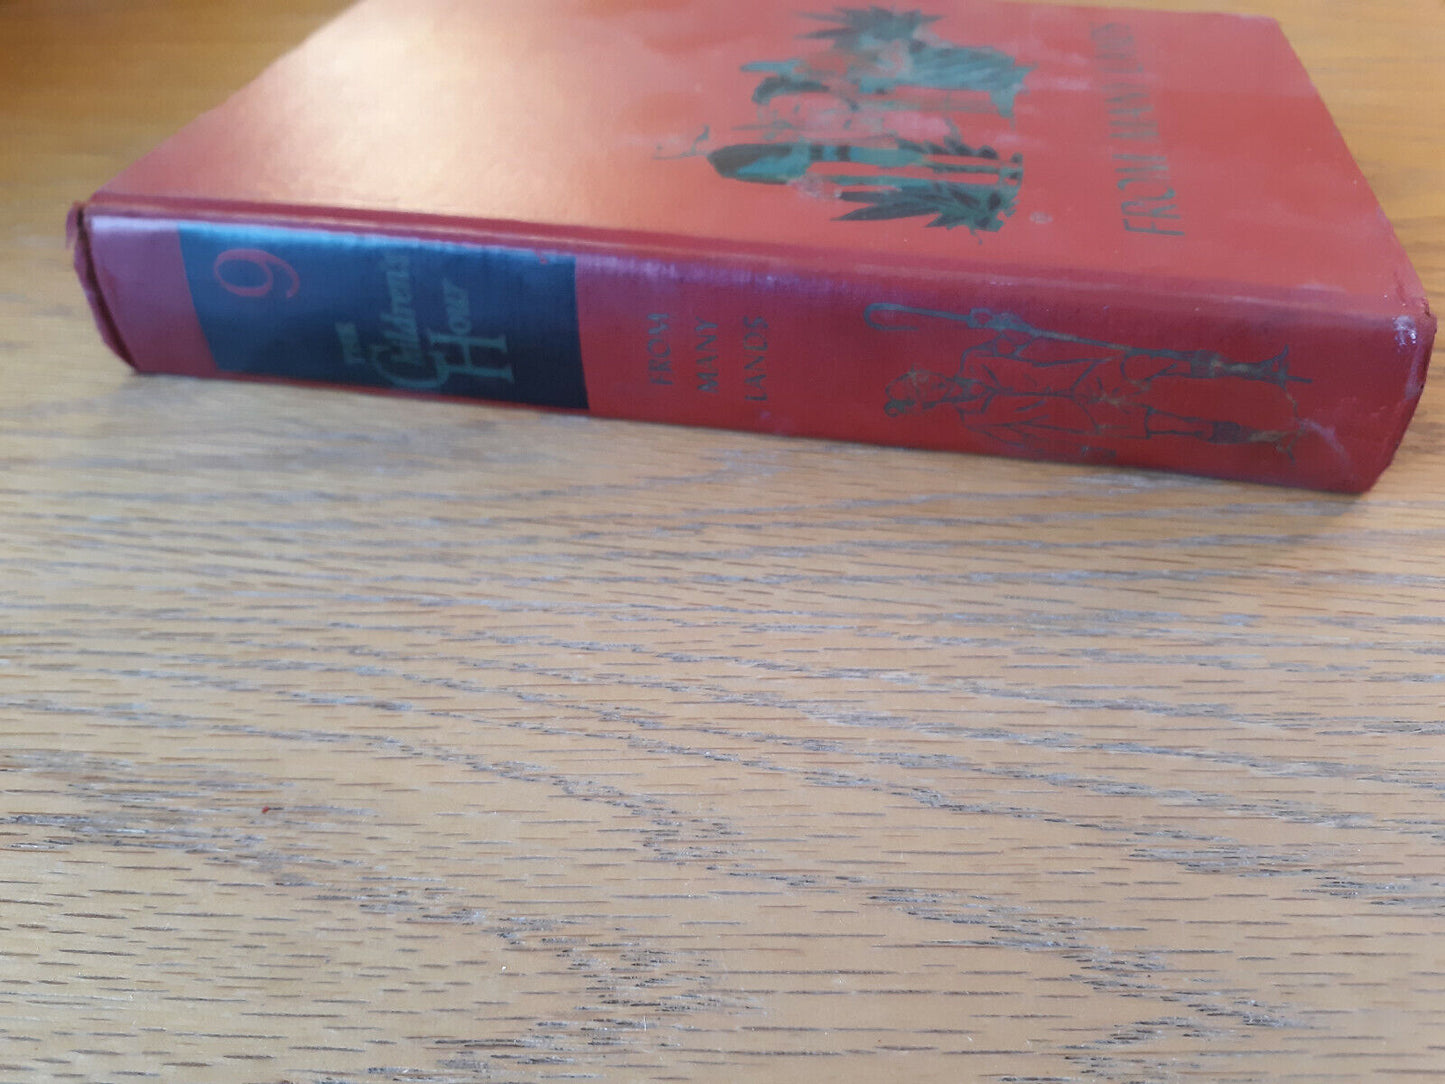 FROM MANY LANDS
9
THE
Children's
Hour
FROM
MANY
LANDS